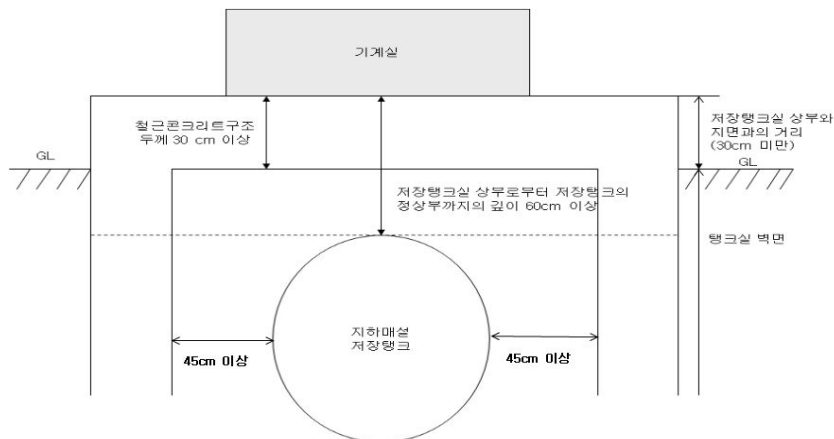 기계실
철근콘크리트구조
두께 30 cm 이상
저장탱크실 상부와
지면과의 거리
(30cm 미만)
GL
GL
저장탱크실 상부로부터 저장탱크의
정상부까지의 깊이 60cm 이상
탱크실 벽면
지하매설
저장탱크
45cm 이상
45cm 이상